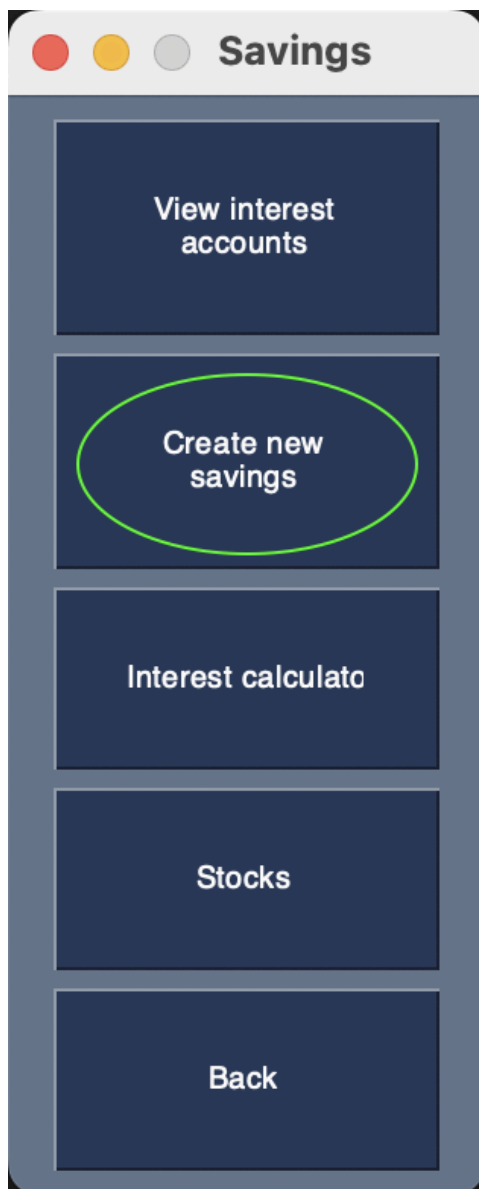 Savings
View interest
accounts
Create new
savings
Interest calculato
Stocks
Back